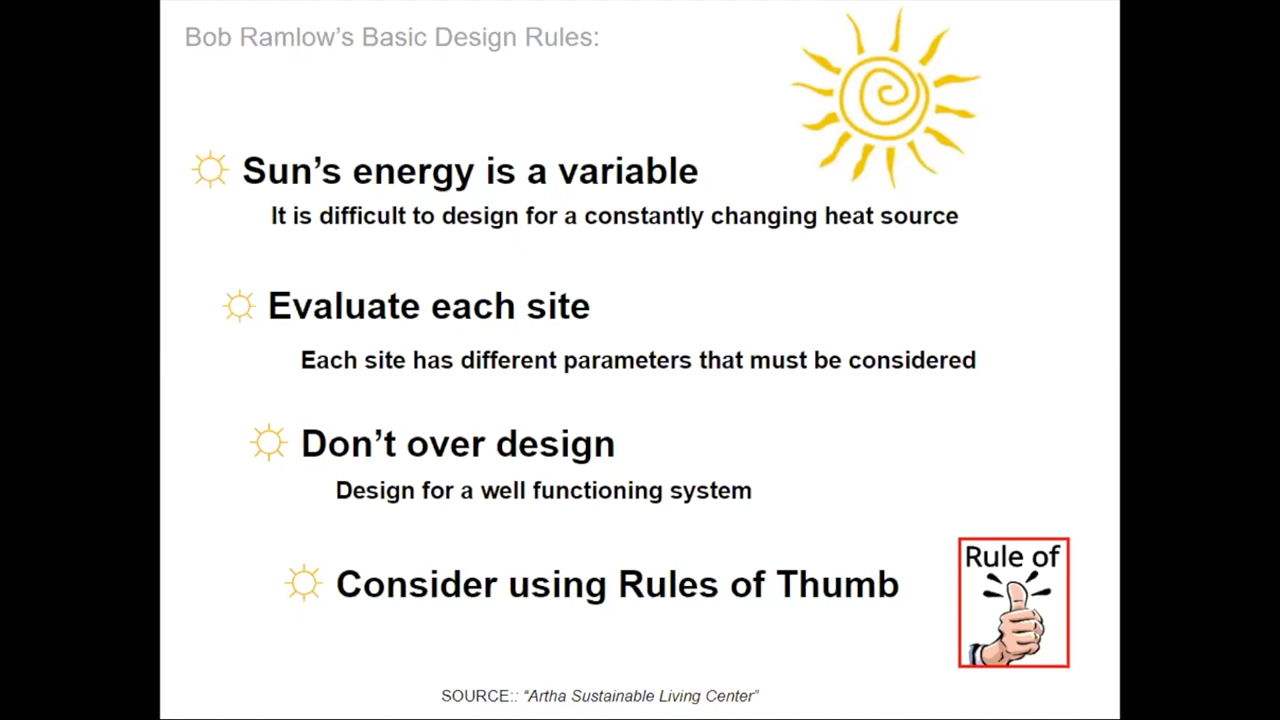 Bob Ramlow’s Basic Design Rules:
Sun’s energy is a variable
It is difficult to design for a constantly changing heat source
Evaluate each site
Each site has different parameters that must be considered
Don’t over design
Design for a well functioning system
Consider using Rules of Thumb
Rule of
SOURCE:: “Artha Sustainable Living Center”